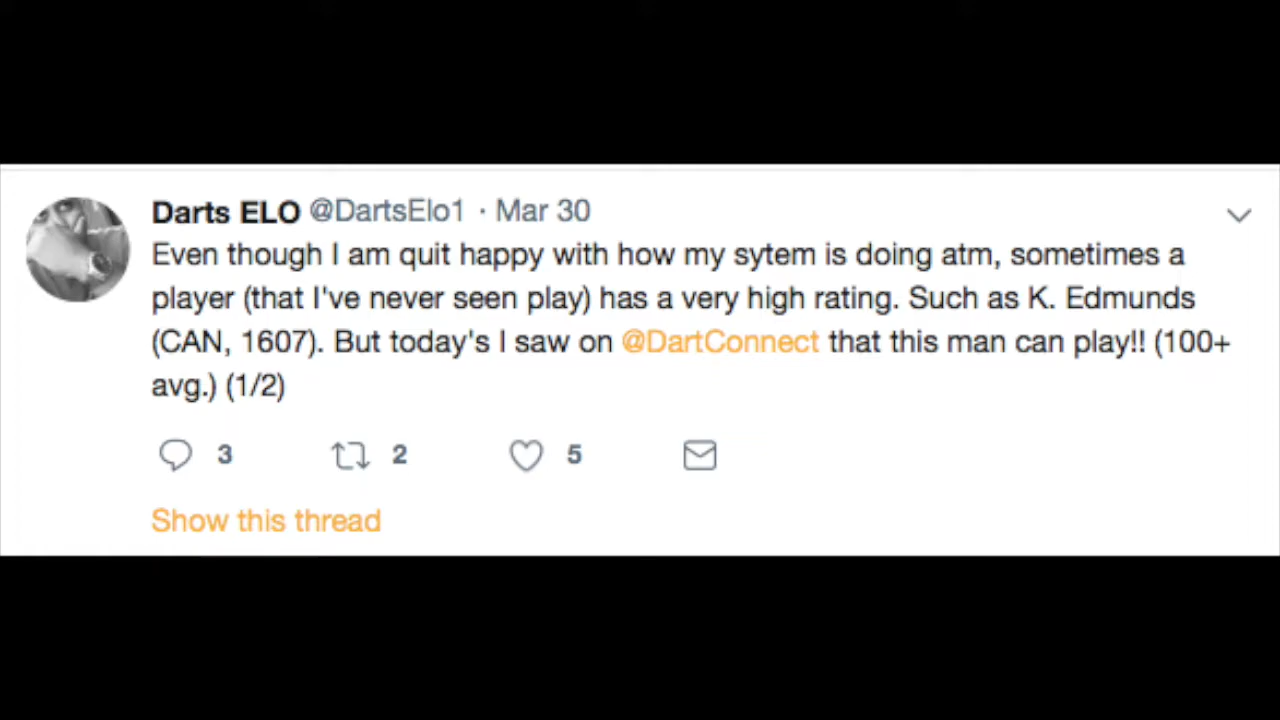 Darts ELO @DartsElo1 · Mar 30
Even though I am quit happy with how my sytem is doing atm, sometimes a
player (that I've never seen play) has a very high rating. Such as K. Edmunds
(CAN, 1607). But today's I saw on @DartConnect that this man can play!! (100+
avg.) (1/2)
3 2 5
Show this thread